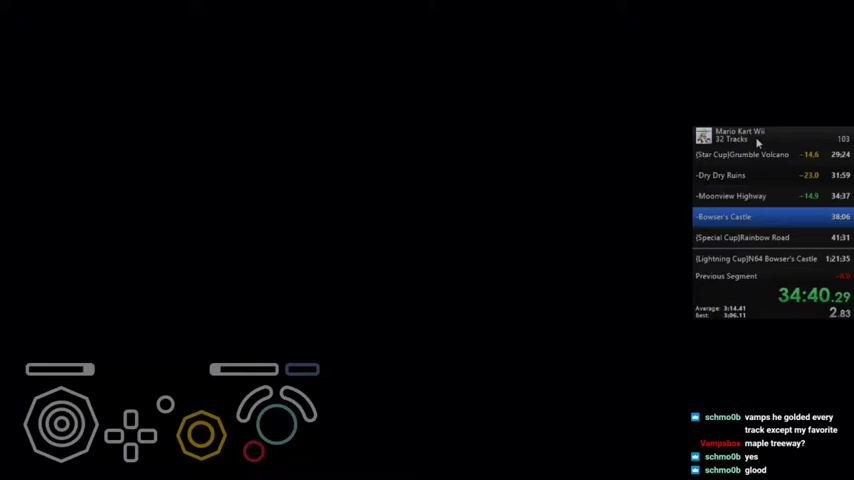 Mario Kart Wii
32 Tracks 103
(Star Cup)Grumble Volcano -14.6 29:24
-Dry Dry Ruins -23.0 31:59
-Moonview Highway -14.9 34:37
-Bowser's Castle 38:06
(Special Cup)Rainbow Road 41:31
(Lightning Cup)N64 Bowser's Castle 1:21:35
Previous Segment
34:40.29
Average: 3:14.41
Best: 3:06.11 2.83
schmo0b vamps he golded every
track except my favorite
Vampsbox maple treeway?
schmo0b yes
schmo0b glood